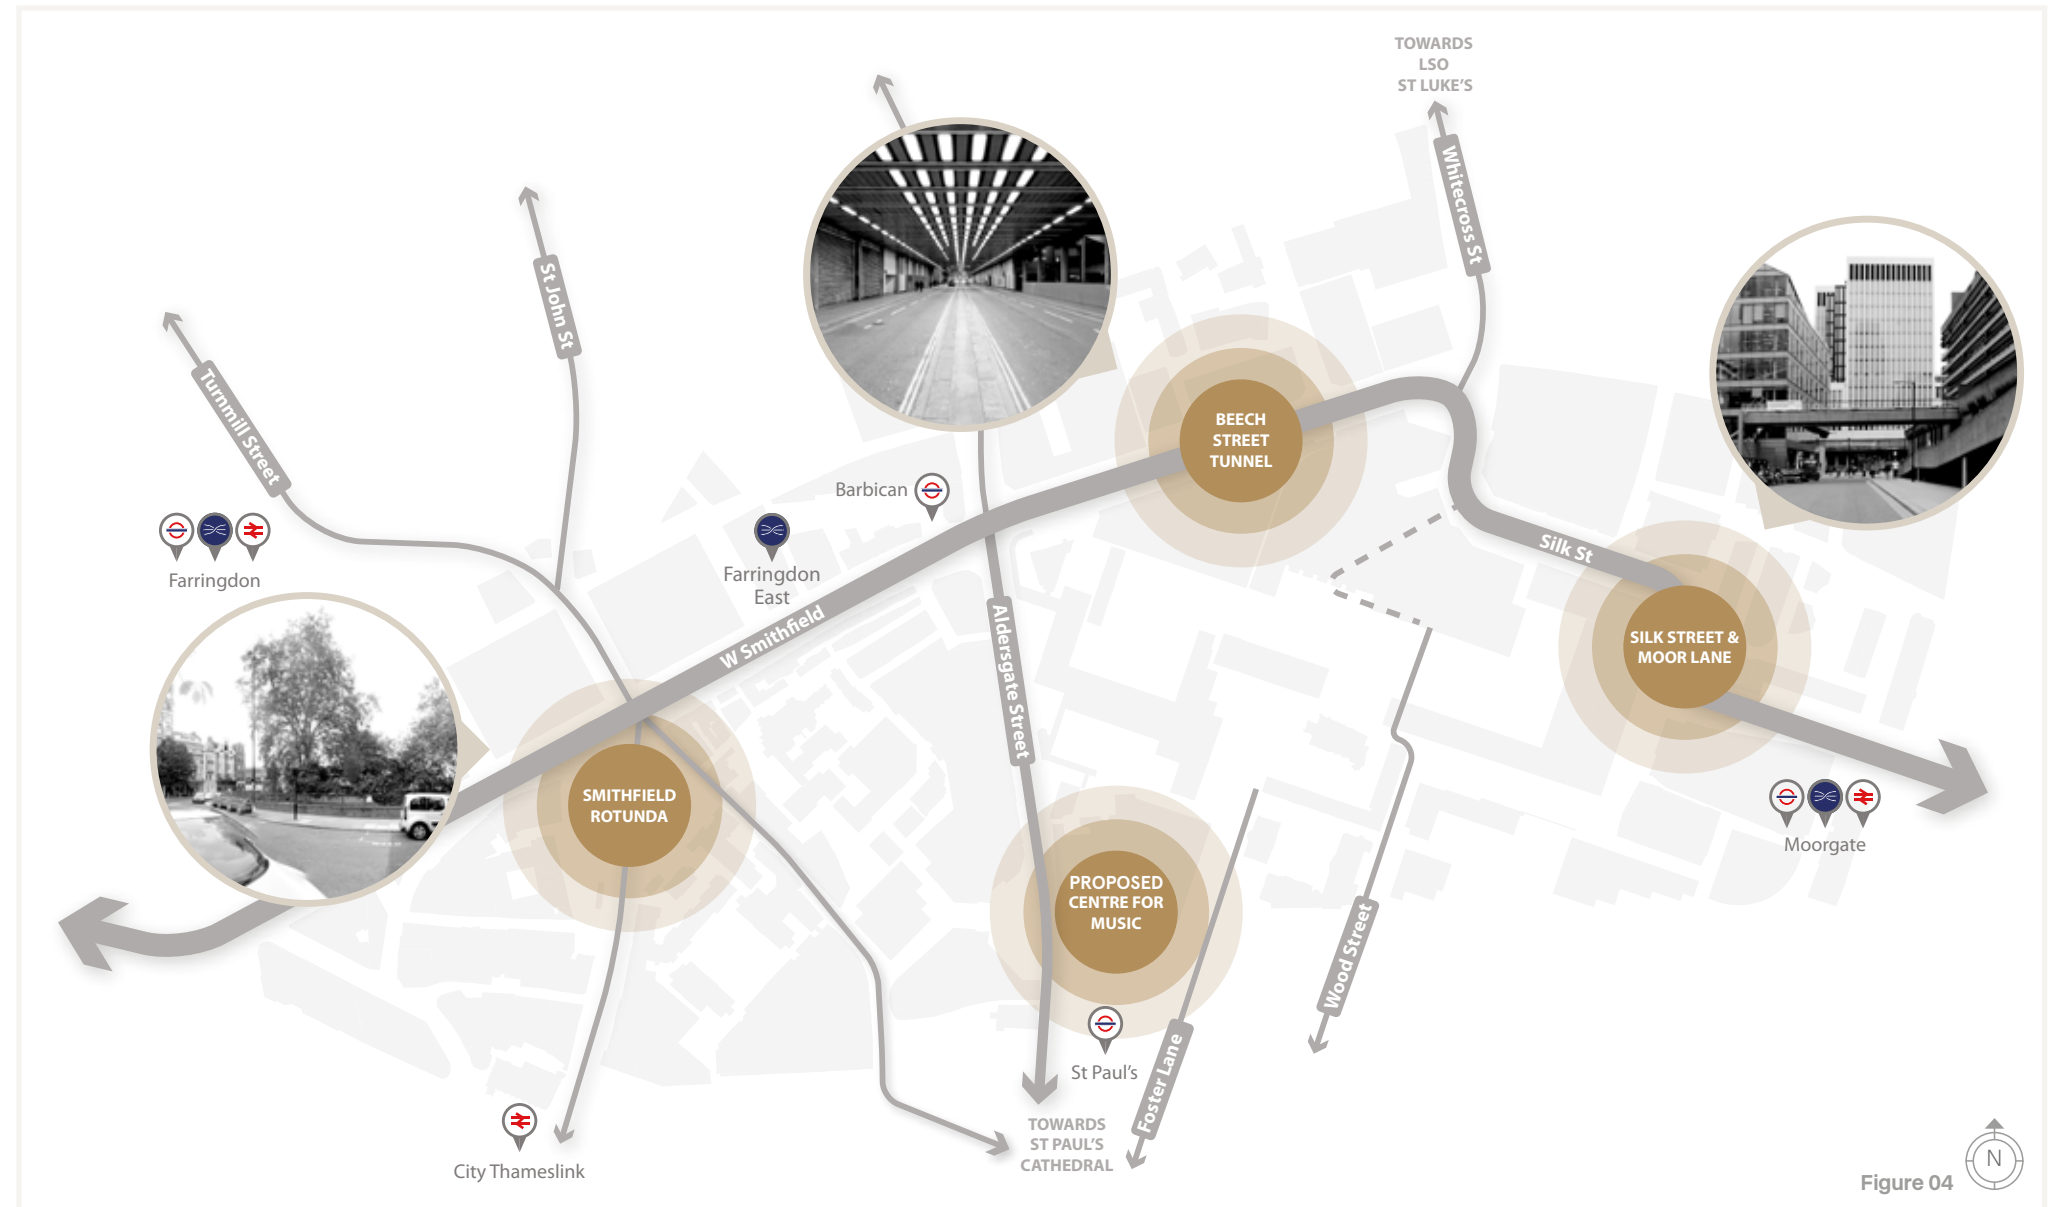 TOWARDS
LSO
ST LUKE'S
Whitecross St
St John St
Turnmill Street
BEECH
STREET
TUNNEL
Barbican
Farringdon
Farringdon
East
Silk St
W Smithfield
Aldersgate Street
SILK STREET &
MOOR LANE
SMITHFIELD
ROTUNDA
Moorgate
PROPOSED
CENTRE FOR
MUSIC
Wood Street
St Paul's
Foster Lane
TOWARDS
ST PAUL'S
CATHEDRAL
City Thameslink
N
Figure 04